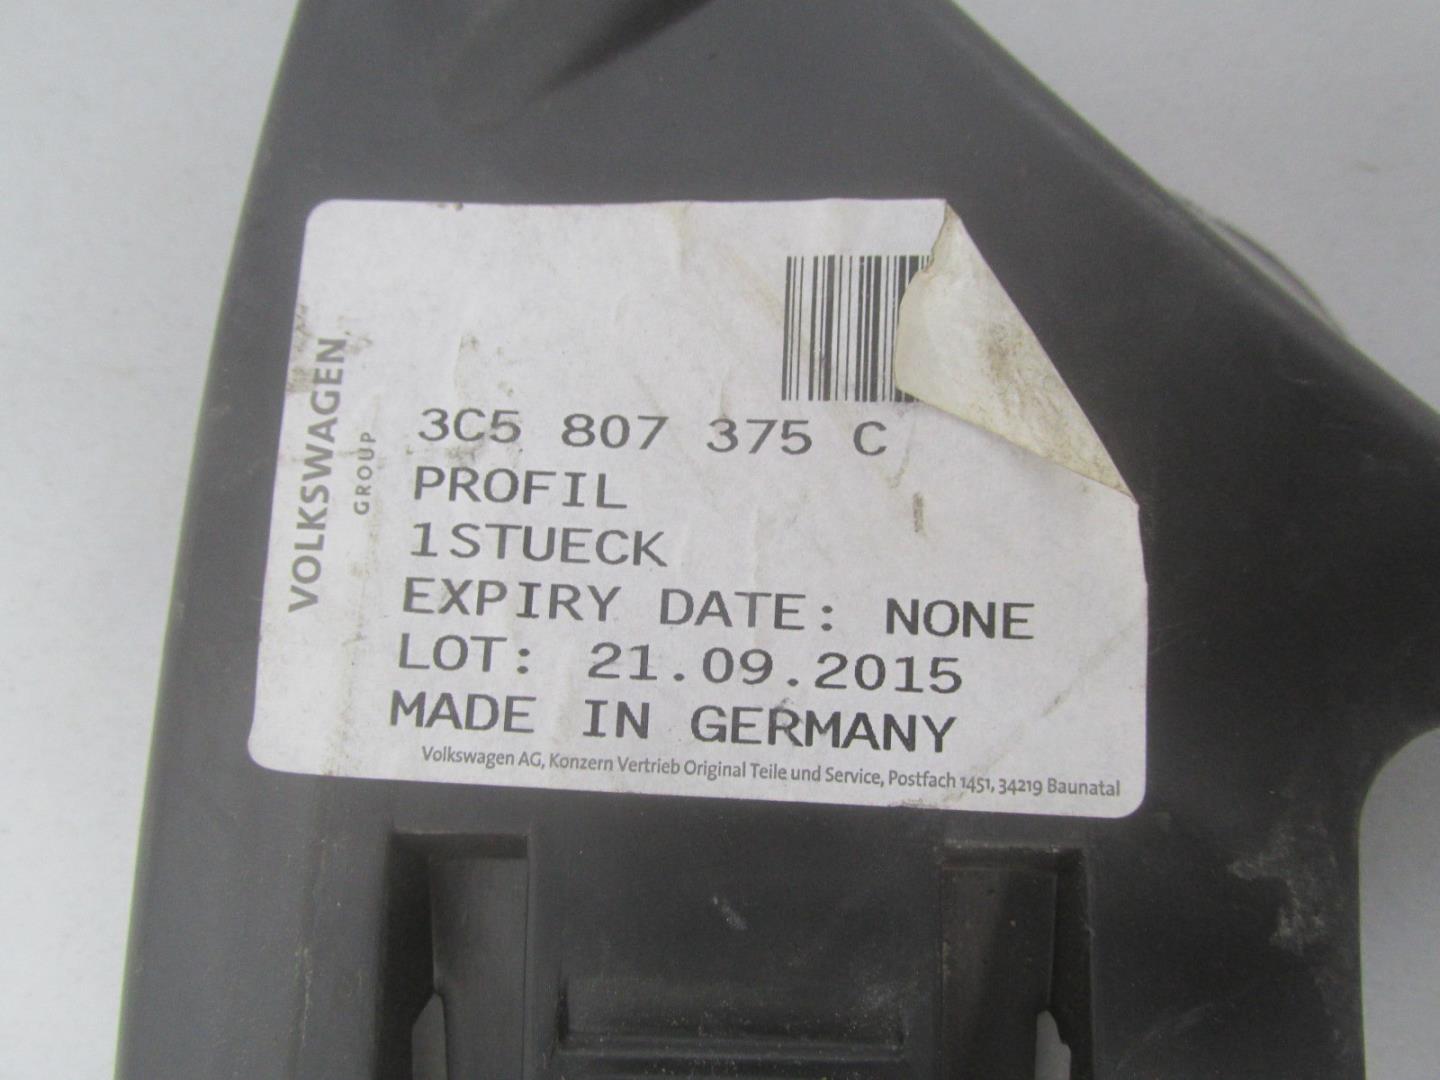 VOLKSWAGEN
GROUP
3C5 807 375 C
PROFIL
1STUECK
EXPIRY DATE: NONE
LOT: 21.09.2015
MADE IN GERMANY
Volkswagen AG, Konzern Vertrieb Original Teile und Service, Postfach 1451, 34219 Baunatal